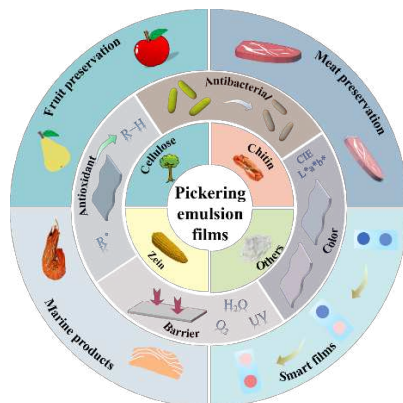 Fruit preservation
Meat preservation
Antibacterial
Antioxidant
R-H
R*
CIE
L*a*b*
Color
Cellulose
Chitin
Pickering
emulsion
films
Zein
Others
Barrier
H₂O
O₂
UV
Marine products
Smart films